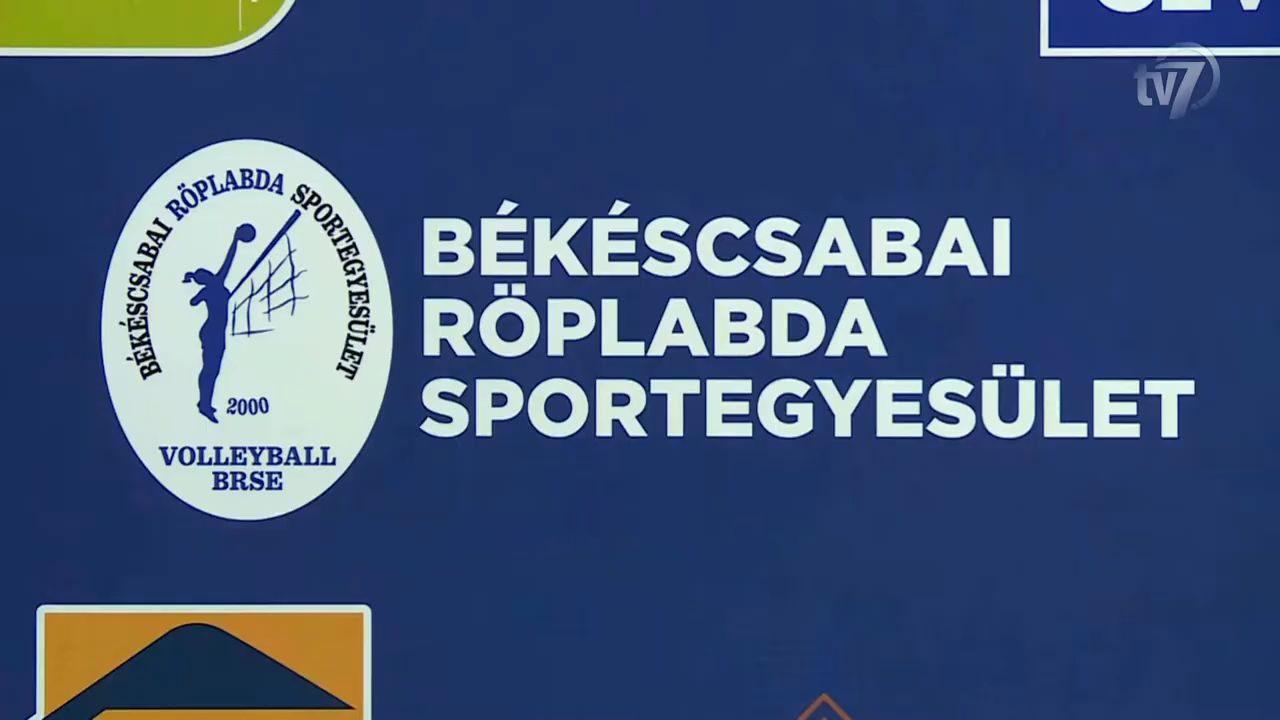 tv7
BÉKÉSCSABAI RÖPLABDA SPORTEGYESÜLET
2000
VOLLEYBALL
BRSE
BÉKÉSCSABAI
RÖPLABDA
SPORTEGYESÜLET